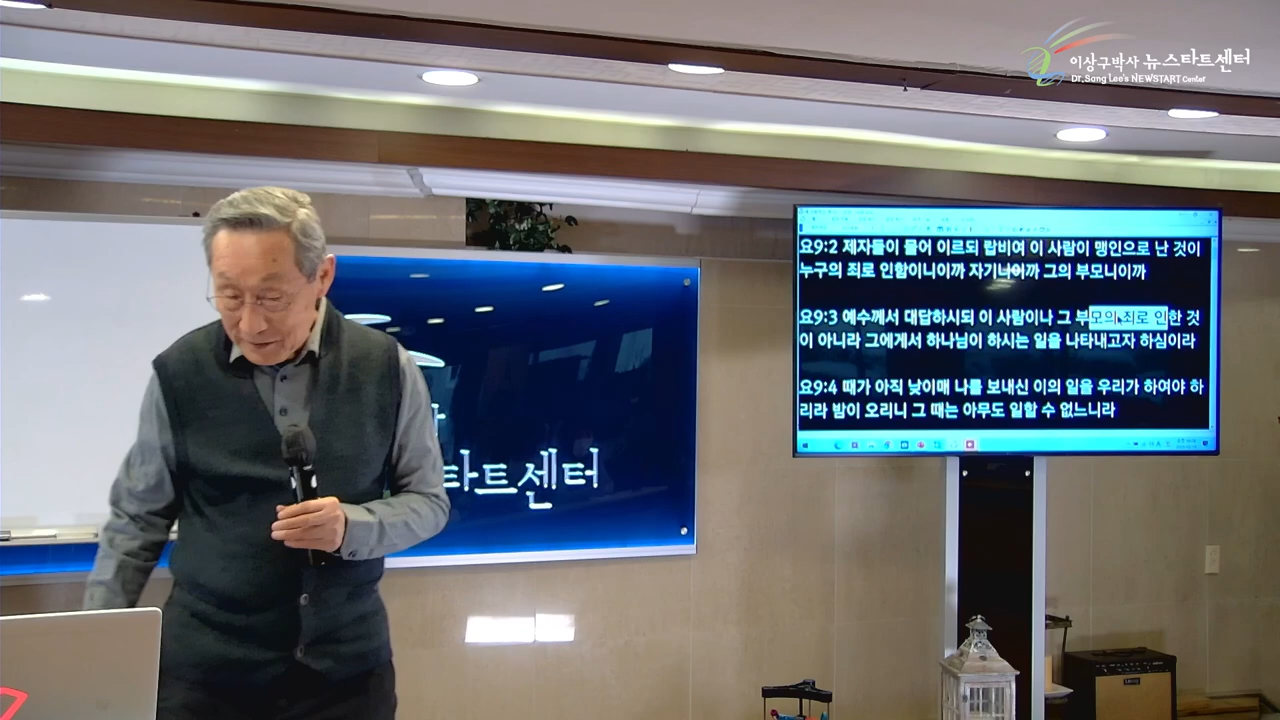 이상구박사 뉴스타트센터
Dr. Sang Lee's NEWSTART Center
요9:2 제자들이 물어 이르되 랍비여 이 사람이 맹인으로 난 것이
누구의 죄로 인함이니이까 자기니이까 그의 부모니이까
요9:3 예수께서 대답하시되 이 사람이나 그 부모의 죄로 인한 것
이 아니라 그에게서 하나님이 하시는 일을 나타내고자 하심이라
요9:4 때가 아직 낮이매 나를 보내신 이의 일을 우리가 하여야 하
리라 밤이 오리니 그 때는 아무도 일할 수 없느니라
타트센터